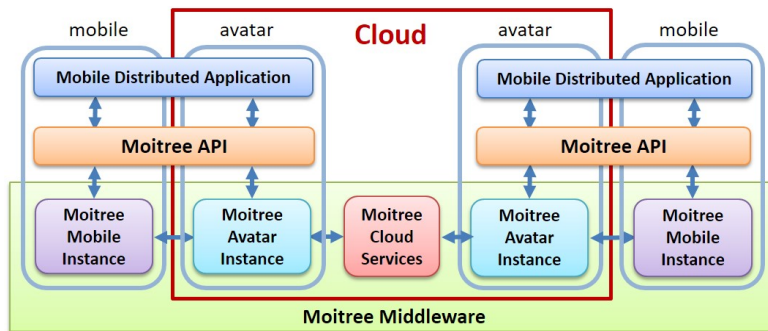 mobile
avatar
Cloud
avatar
mobile
Mobile Distributed Application
Mobile Distributed Application
Moitree API
Moitree API
Moitree
Mobile
Instance
Moitree
Avatar
Instance
Moitree
Cloud
Services
Moitree
Avatar
Instance
Moitree
Mobile
Instance
Moitree Middleware